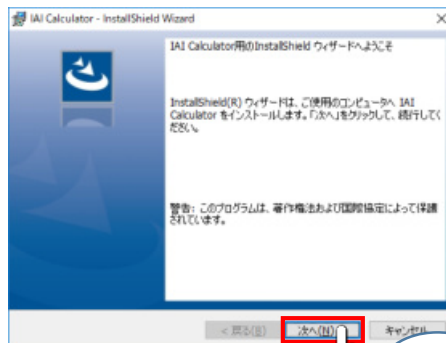 IAI Calculator - InstallShield Wizard
IAI Calculator用のInstallShield ウィザードへようこそ
InstallShield(R) ウィザードは、ご使用のコンピュータへ IAI
Calculator をインストールします。「次へ」をクリックして、続行してく
ださい。
警告: このプログラムは、著作権法および国際協定によって保護
されています。
< 戻る(B)
次へ(N)
キャンセル